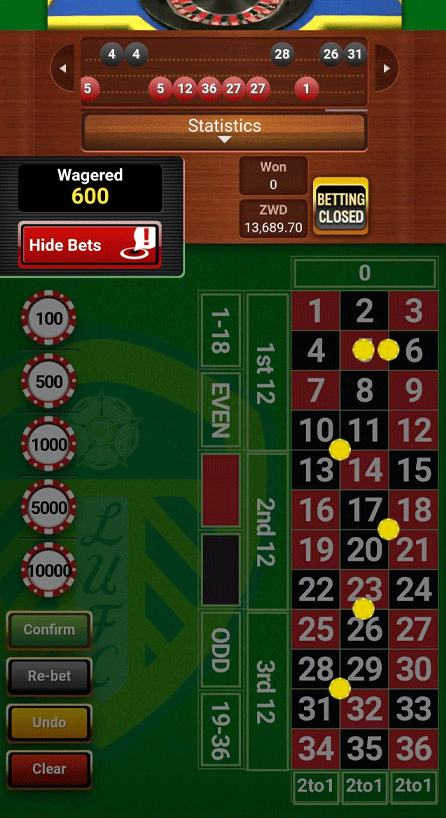 4 4 28 26 31
5 5 12 36 27 27 1
Statistics
Wagered
600
Won
0
BETTING
CLOSED
ZWD
13,689.70
Hide Bets
!
0
100
500
1000
5000
10000
1-18
EVEN
ODD
19-36
1st 12
2nd 12
3rd 12
1 2 3
4 6
7 8 9
10 11 12
13 14 15
16 17 18
19 20 21
22 23 24
25 26 27
28 29 30
31 32 33
34 35 36
2to1 2to1 2to1
L
U
F
C
Confirm
Re-bet
Undo
Clear